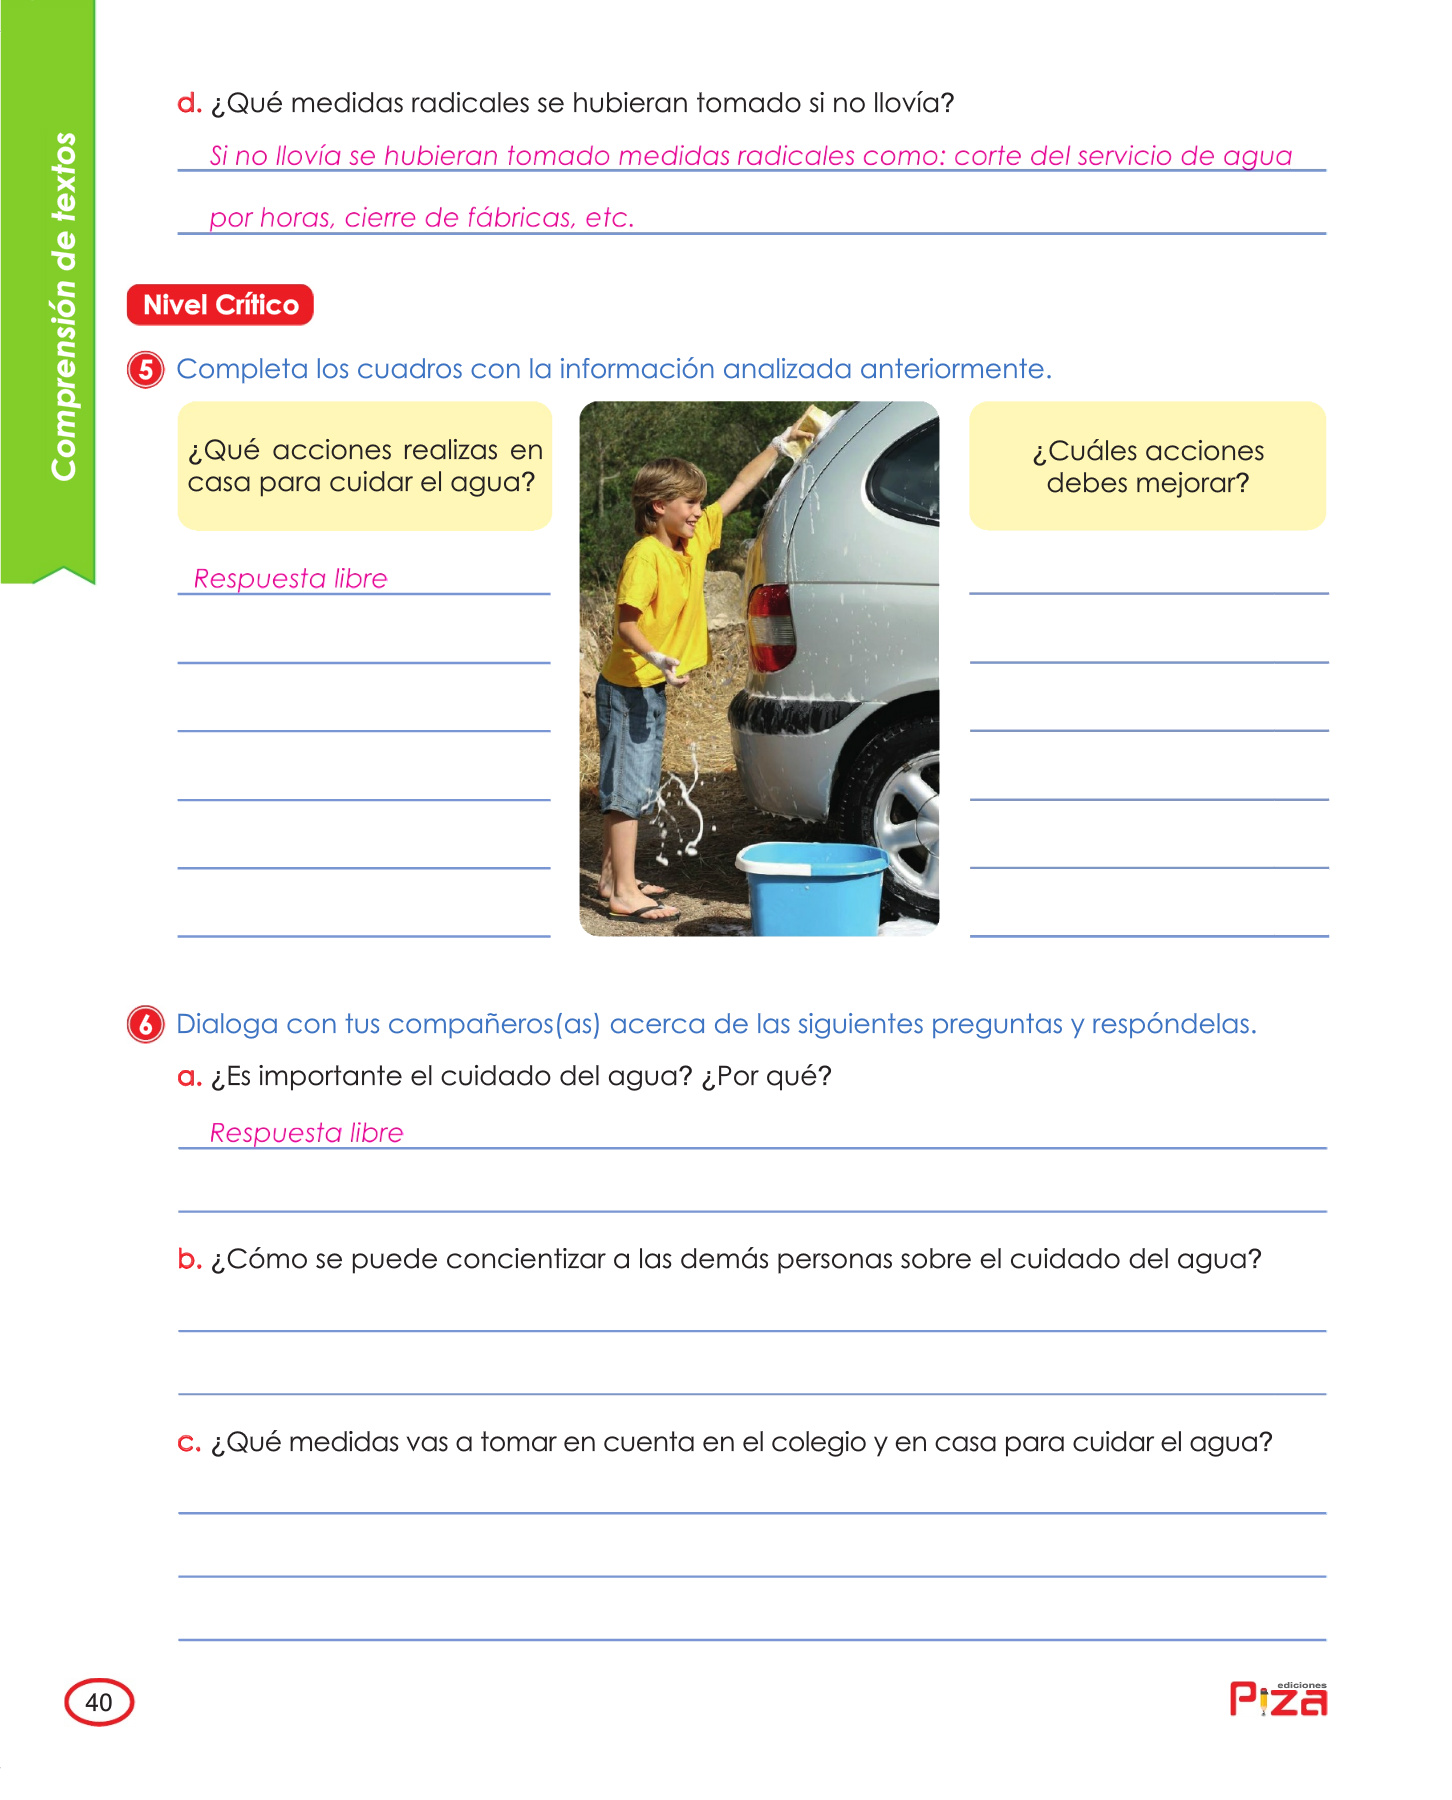 Comprensión de textos
d. ¿Qué medidas radicales se hubieran tomado si no llovía?
Si no llovía se hubieran tomado medidas radicales como: corte del servicio de agua
por horas, cierre de fábricas, etc.
Nivel Crítico
5 Completa los cuadros con la información analizada anteriormente.
¿Qué acciones realizas en
casa para cuidar el agua?
Respuesta libre
¿Cuáles acciones
debes mejorar?
6 Dialoga con tus compañeros(as) acerca de las siguientes preguntas y respóndelas.
a. ¿Es importante el cuidado del agua? ¿Por qué?
Respuesta libre
b. ¿Cómo se puede concientizar a las demás personas sobre el cuidado del agua?
c. ¿Qué medidas vas a tomar en cuenta en el colegio y en casa para cuidar el agua?
40
ediciones
Piza